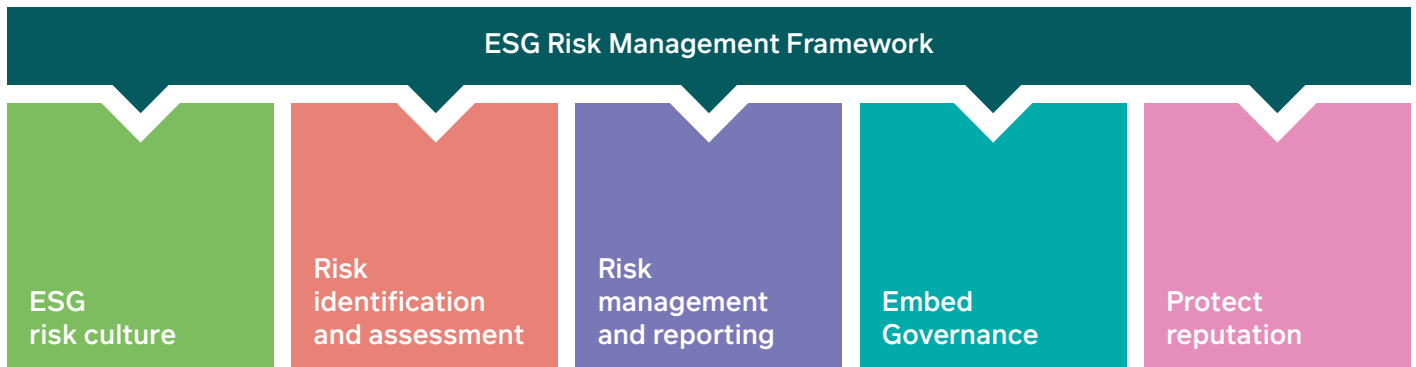 ESG Risk Management Framework
ESG
risk culture
Risk
identification
and assessment
Risk
management
and reporting
Embed
Governance
Protect
reputation